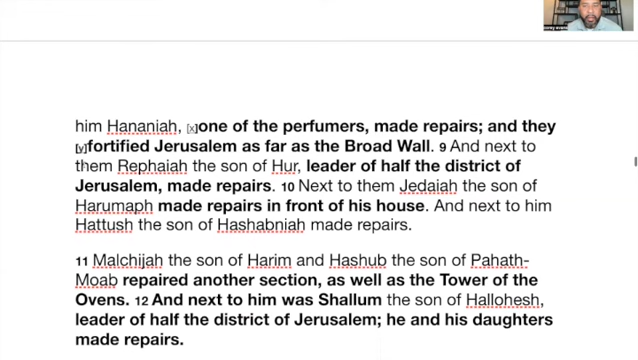 him Hananiah, [x]one of the perfumers, made repairs; and they
[y]fortified Jerusalem as far as the Broad Wall. 9 And next to
them Rephaiah the son of Hur, leader of half the district of
Jerusalem, made repairs. 10 Next to them Jedaiah the son of
Harumaph made repairs in front of his house. And next to him
Hattush the son of Hashabniah made repairs.
11 Malchijah the son of Harim and Hashub the son of Pahath-
Moab repaired another section, as well as the Tower of the
Ovens. 12 And next to him was Shallum the son of Hallohesh,
leader of half the district of Jerusalem; he and his daughters
made repairs.